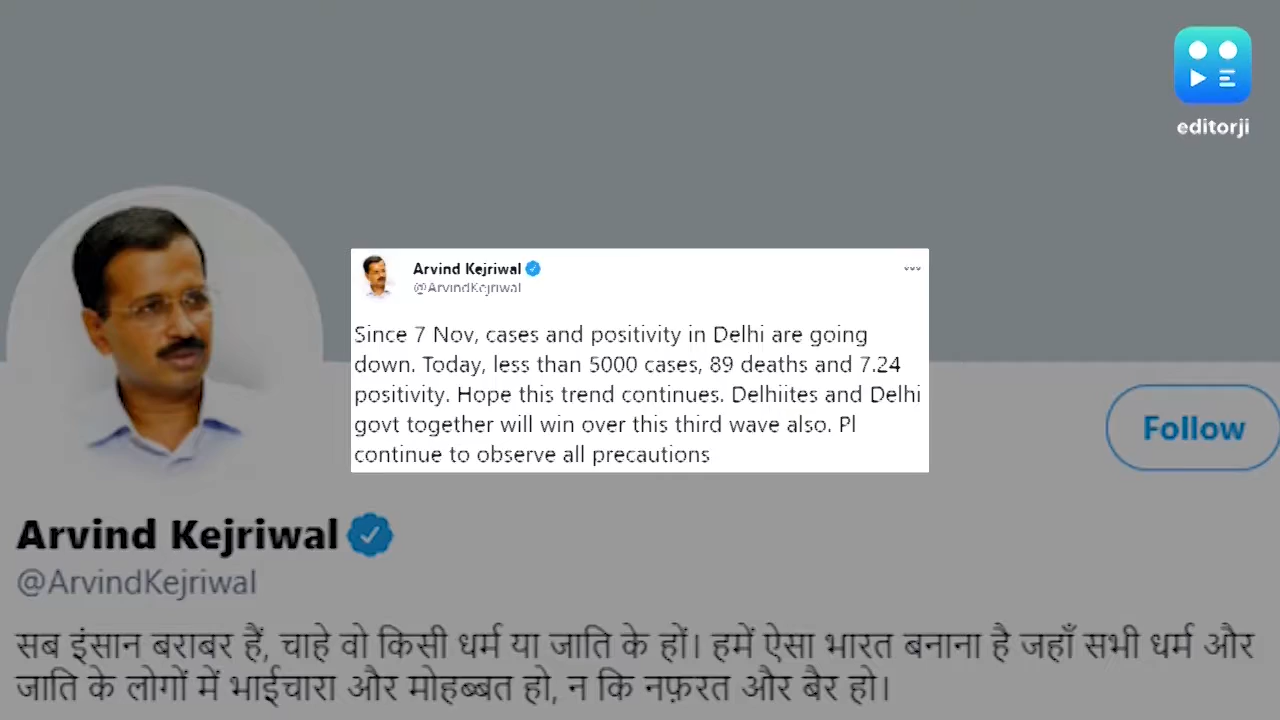 editorji
Arvind Kejriwal
@ArvindKejriwal
Since 7 Nov, cases and positivity in Delhi are going
down. Today, less than 5000 cases, 89 deaths and 7.24
positivity. Hope this trend continues. Delhiites and Delhi
govt together will win over this third wave also. Pl
continue to observe all precautions
Follow
Arvind Kejriwal
@ArvindKejriwal
सब इंसान बराबर हैं, चाहे वो किसी धर्म या जाति के हों। हमें ऐसा भारत बनाना है जहाँ सभी धर्म और
जाति के लोगों में भाईचारा और मोहब्बत हो, न कि नफ़रत और बैर हो।